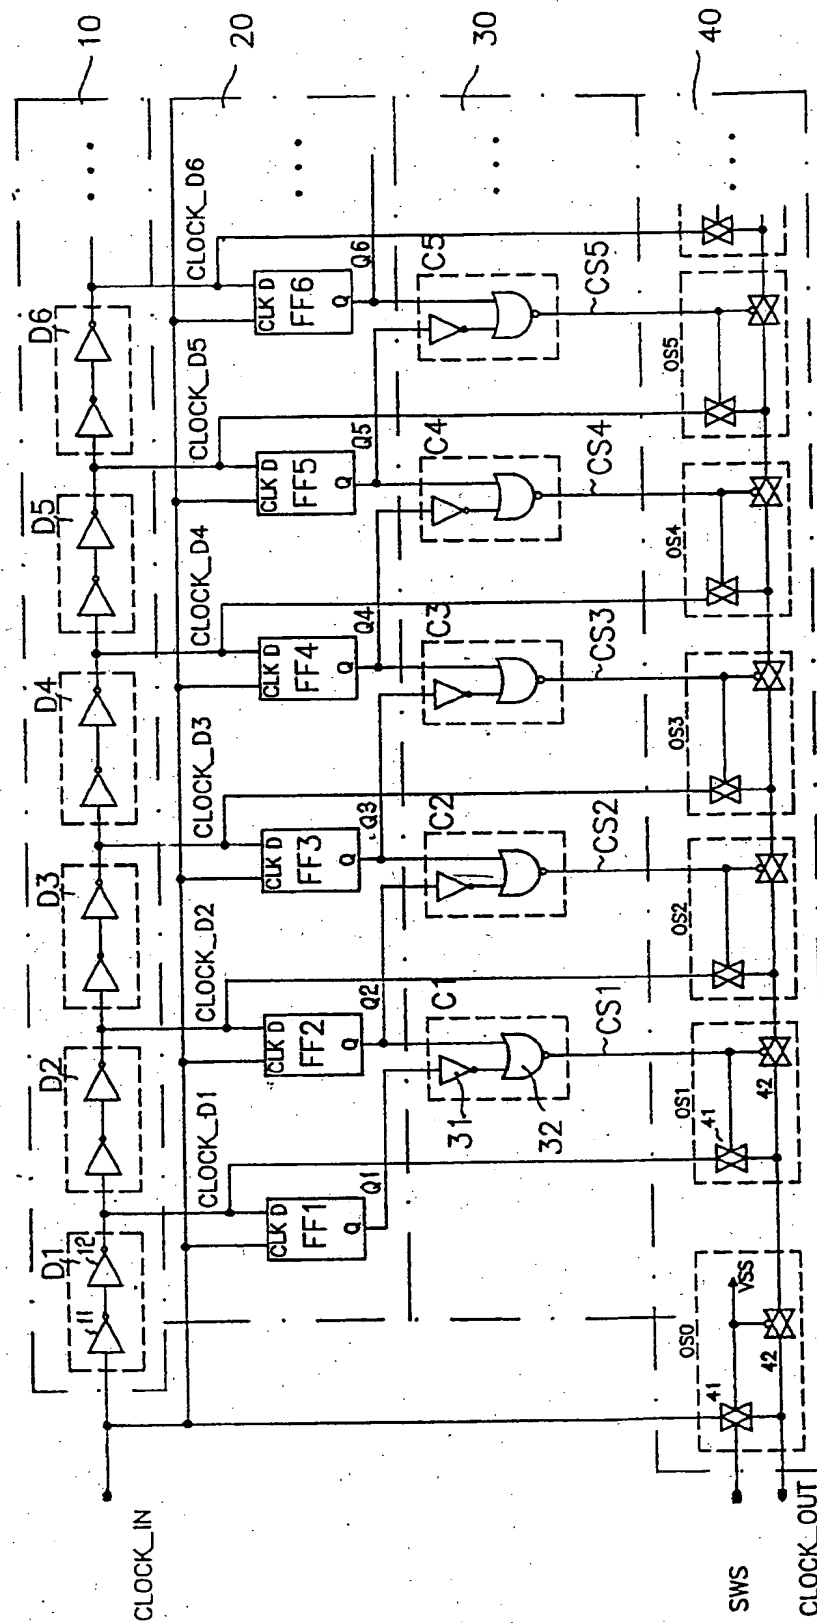 10
20
30
40
D1
D2
D3
D4
D5
D6
11
12
CLOCK_IN
CLOCK_D1
CLOCK_D2
CLOCK_D3
CLOCK_D4
CLOCK_D5
CLOCK_D6
CLK D
FF1
Q
CLK D
FF2
Q
CLK D
FF3
Q
CLK D
FF4
Q
CLK D
FF5
Q
CLK D
FF6
Q
Q1
Q2
Q3
Q4
Q5
Q6
C1
C2
C3
C4
C5
31
32
CS1
CS2
CS3
CS4
CS5
OS0
OS1
OS2
OS3
OS4
OS5
41
42
VSS
41
42
SWS
CLOCK_OUT